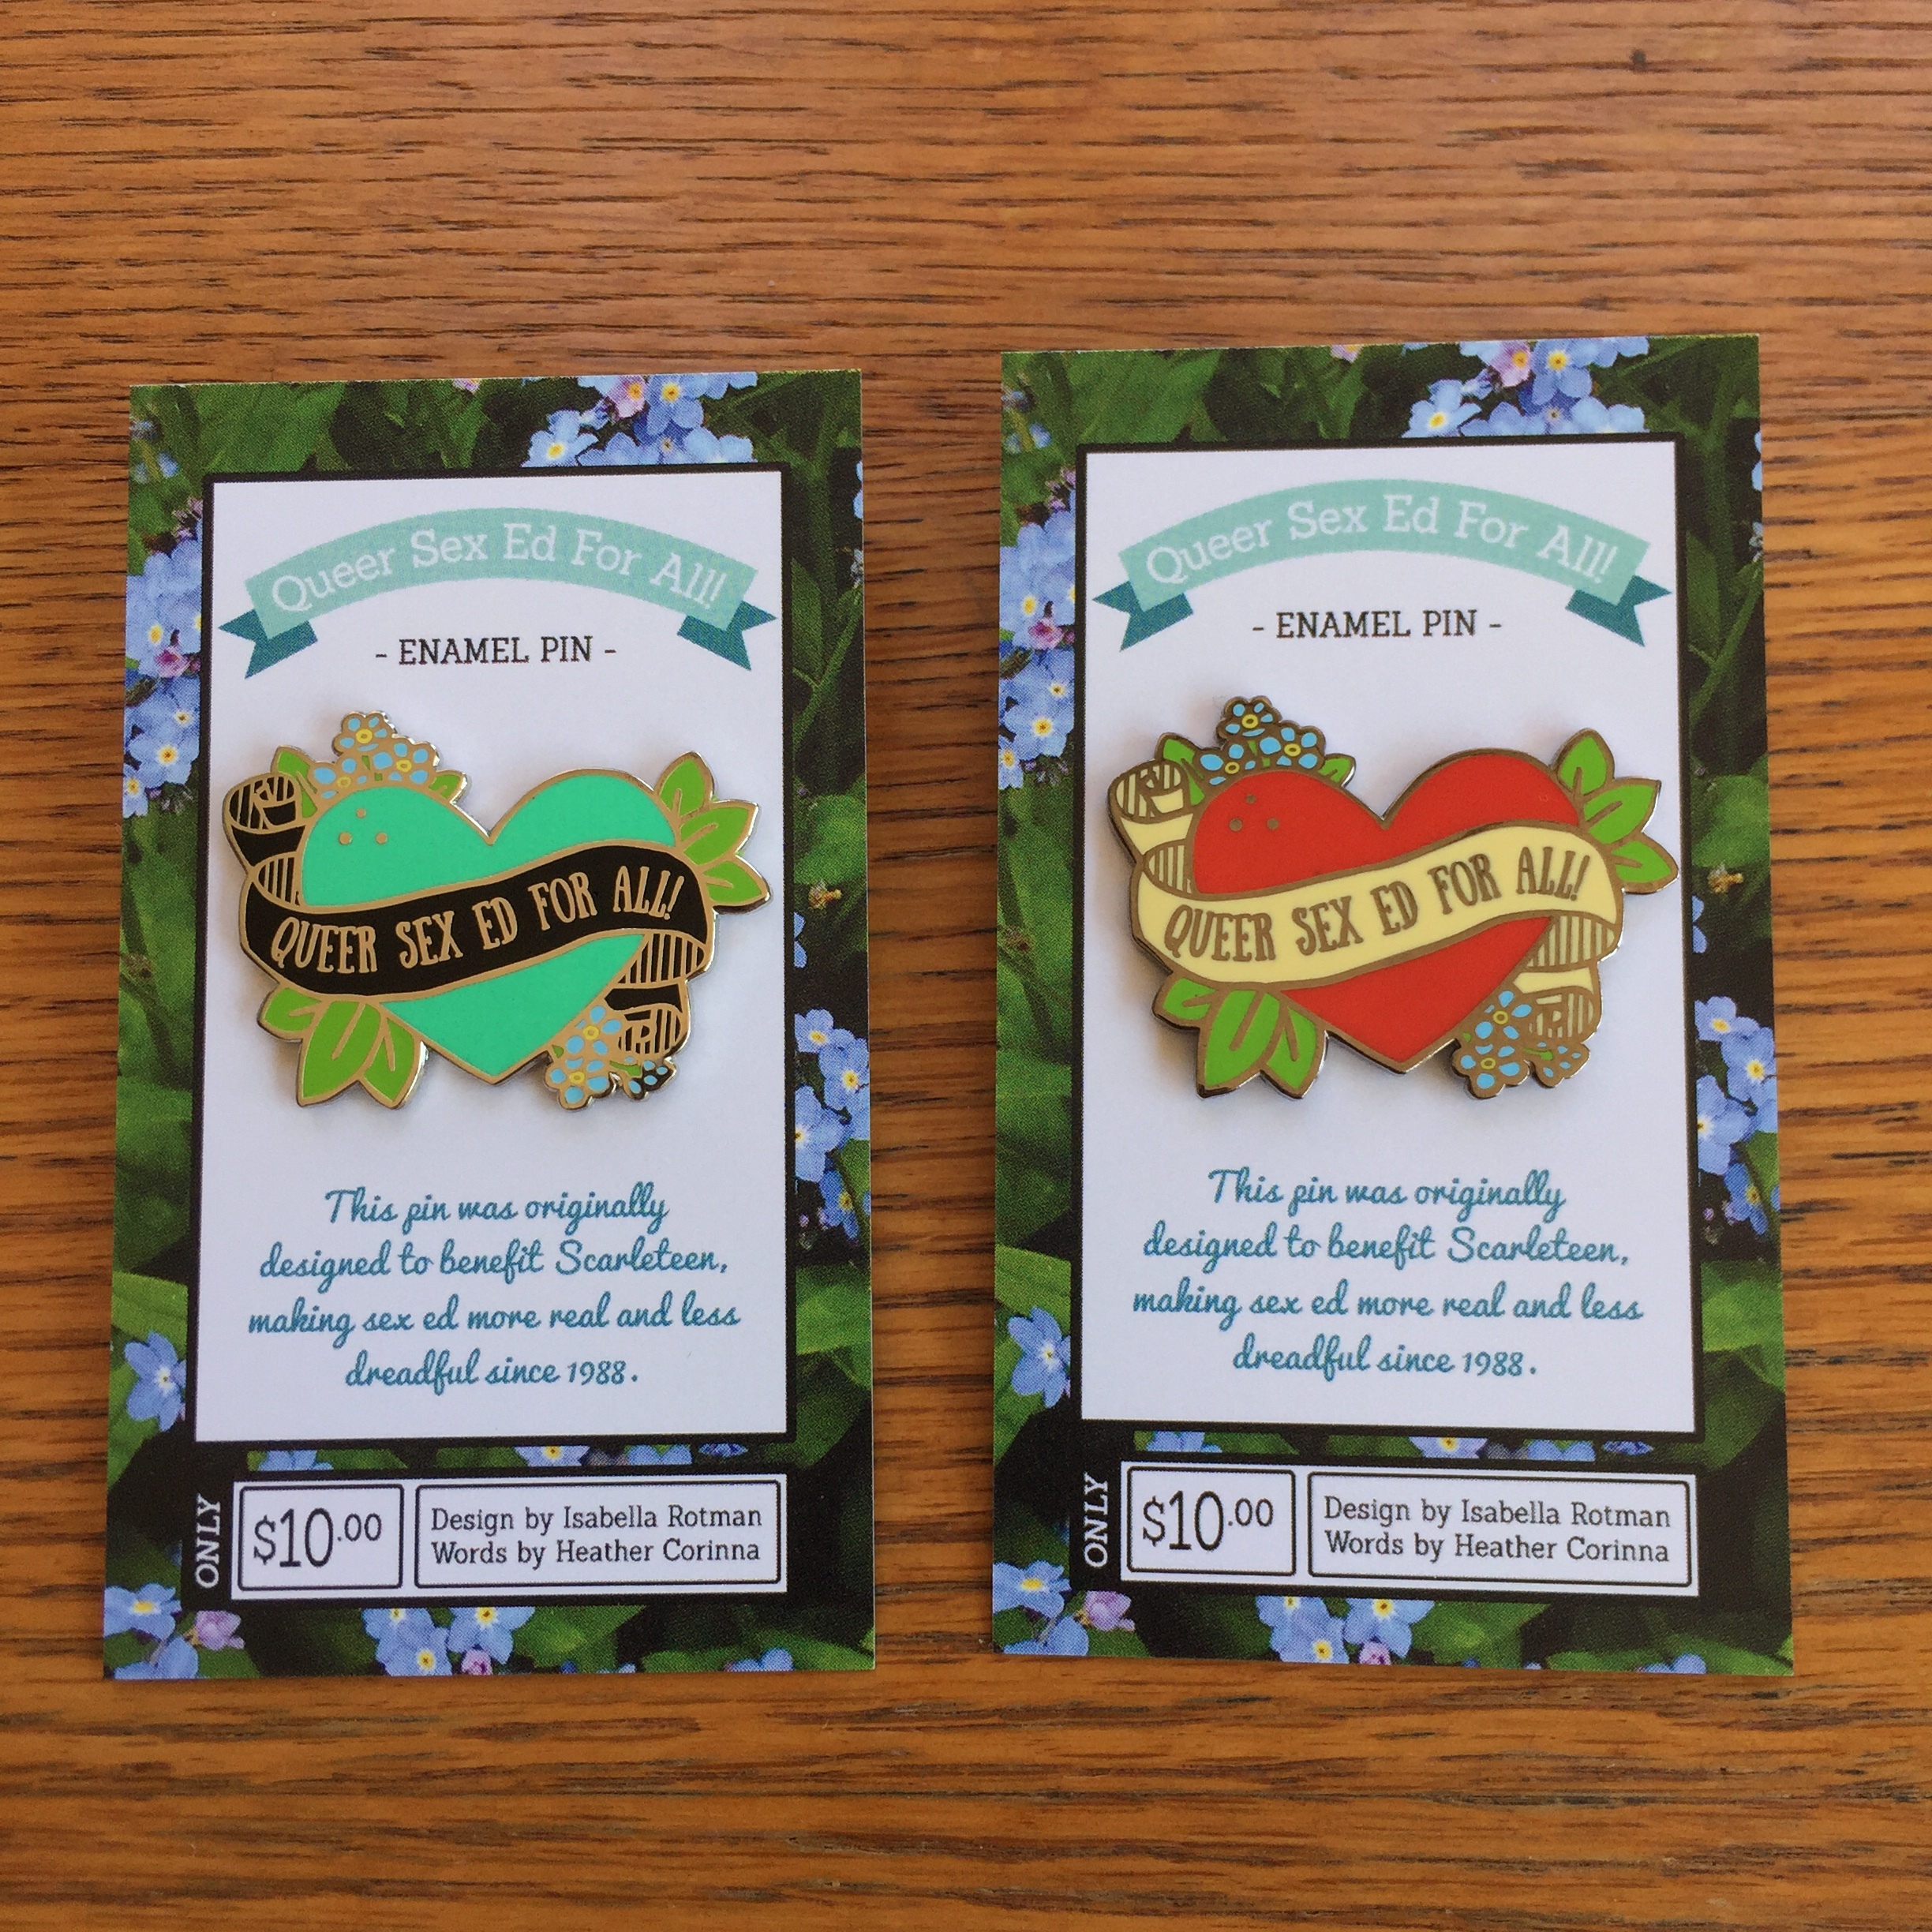 Queer Sex Ed For All!
- ENAMEL PIN -
QUEER SEX ED FOR ALL!
This pin was originally
designed to benefit Scarleteen,
making sex ed more real and less
dreadful since 1988.
ONLY
$10.00
Design by Isabella Rotman
Words by Heather Corinna
Queer Sex Ed For All!
- ENAMEL PIN -
QUEER SEX ED FOR ALL!
This pin was originally
designed to benefit Scarleteen,
making sex ed more real and less
dreadful since 1988.
ONLY
$10.00
Design by Isabella Rotman
Words by Heather Corinna